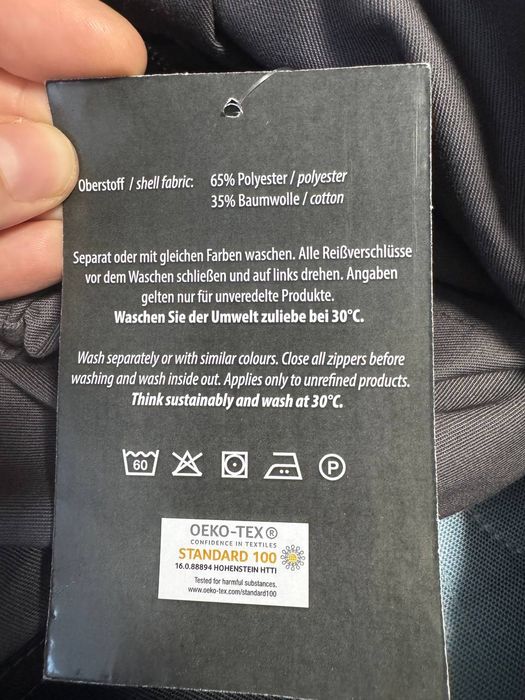 Oberstoff / shell fabric: 65% Polyester / polyester
35% Baumwolle / cotton
Separat oder mit gleichen Farben waschen. Alle Reißverschlüsse
vor dem Waschen schließen und auf links drehen. Angaben
gelten nur für unveredelte Produkte.
Waschen Sie der Umwelt zuliebe bei 30°C.
Wash separately or with similar colours. Close all zippers before
washing and wash inside out. Applies only to unrefined products.
Think sustainably and wash at 30°C.
60 P
OEKO-TEX®
CONFIDENCE IN TEXTILES
STANDARD 100
16.0.88894 HOHENSTEIN HTTI
Tested for harmful substances.
www.oeko-tex.com/standard100